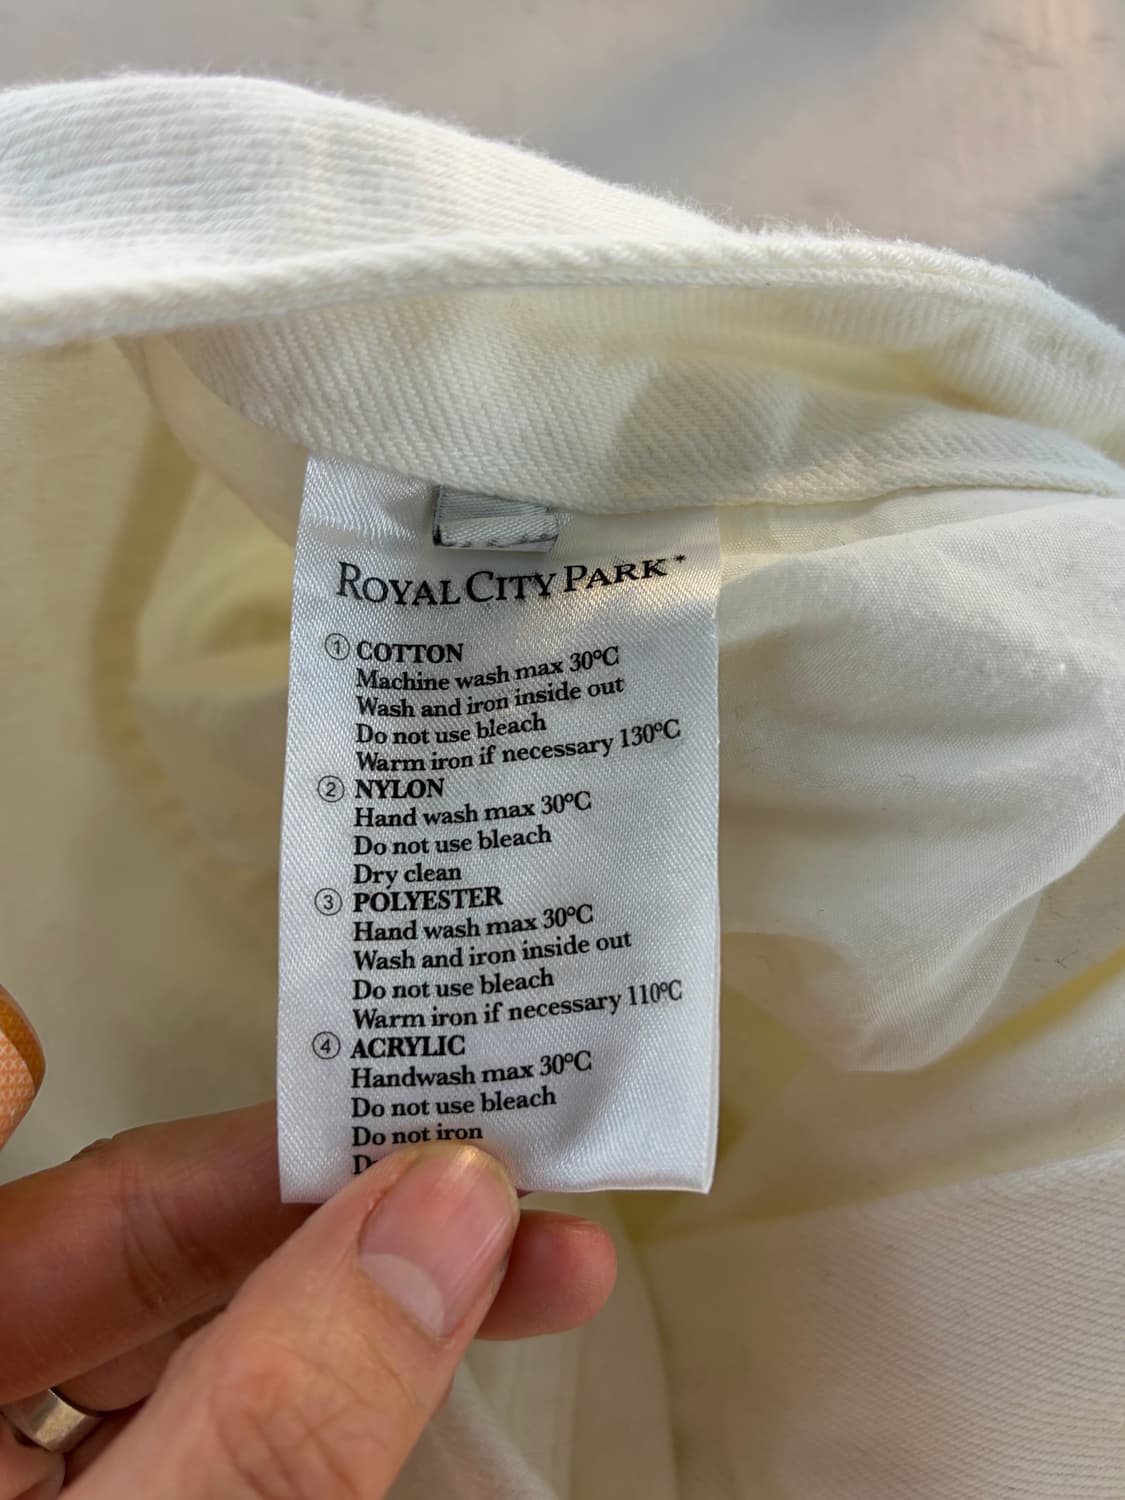 ROYAL CITY PARK*
① COTTON
Machine wash max 30°C
Wash and iron inside out
Do not use bleach
Warm iron if necessary 130°C
② NYLON
Hand wash max 30°C
Do not use bleach
Dry clean
③ POLYESTER
Hand wash max 30°C
Wash and iron inside out
Do not use bleach
Warm iron if necessary 110°C
④ ACRYLIC
Handwash max 30°C
Do not use bleach
Do not iron